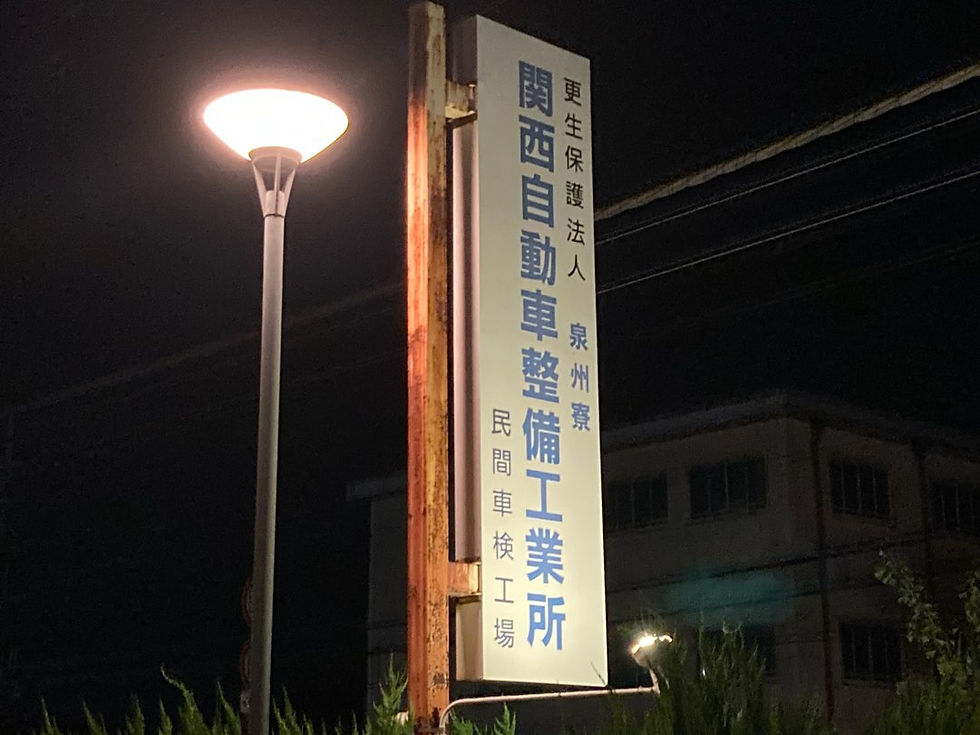 更生保護法人 泉州寮
関西自動車整備工業所
民間車検工場